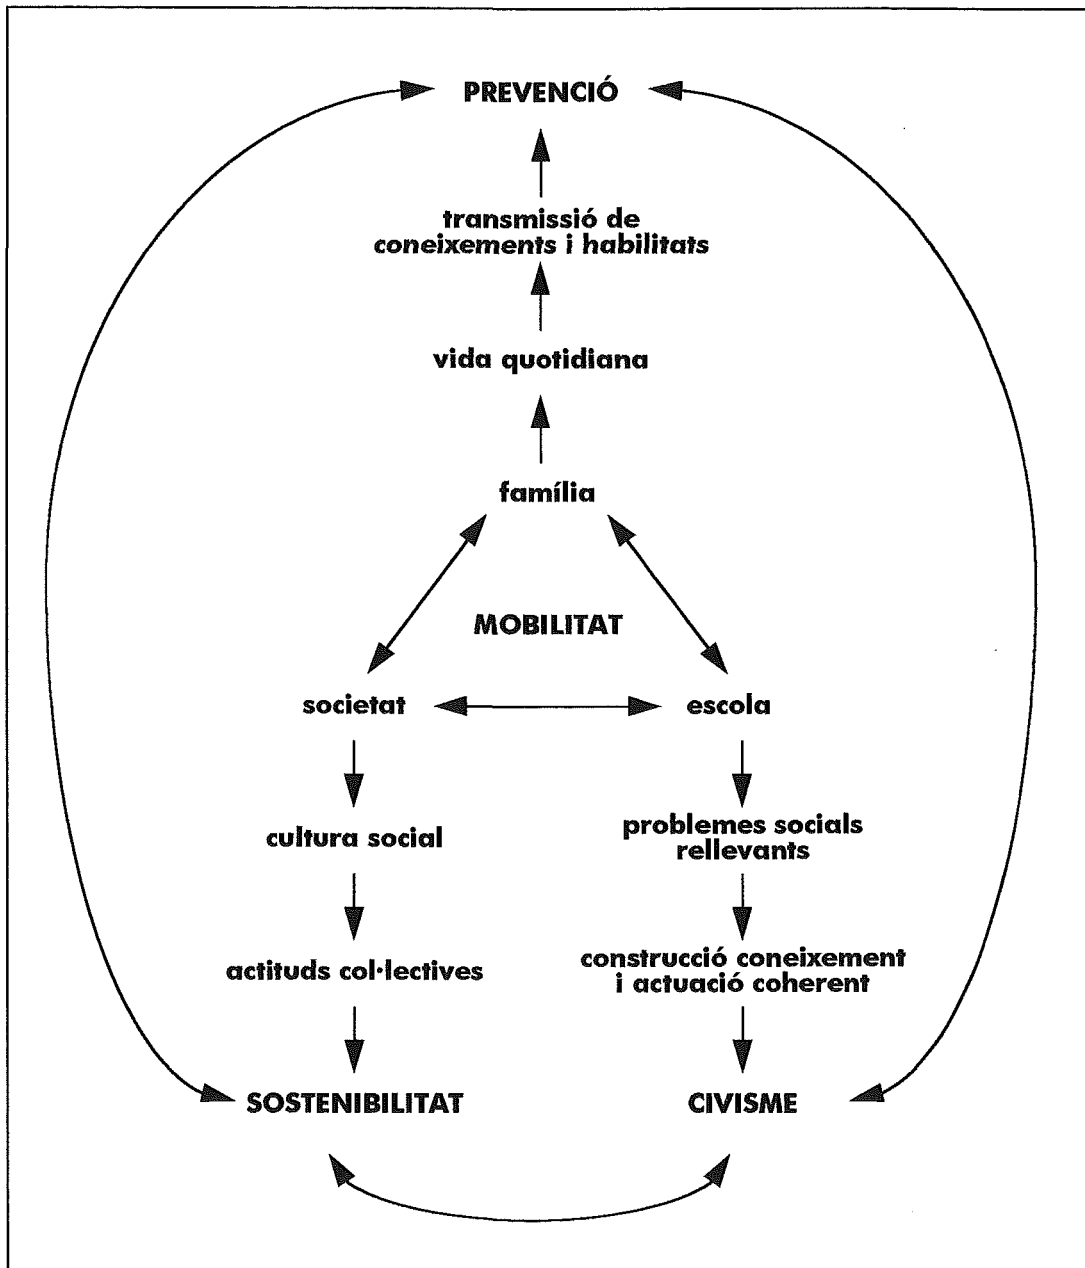 PREVENCIÓ
transmissió de
coneixements i habilitats
vida quotidiana
família
MOBILITAT
societat
escola
cultura social
problemes socials
rellevants
actituds col·lectives
construcció coneixement
i actuació coherent
SOSTENIBILITAT
CIVISME